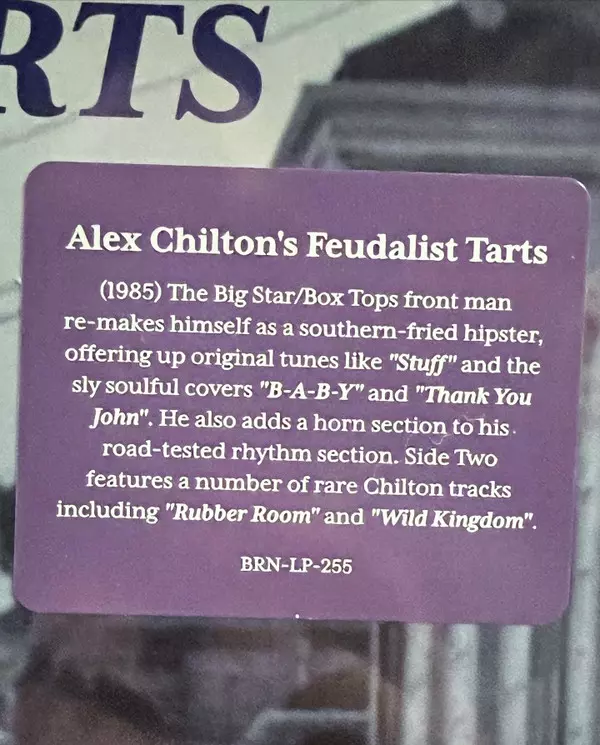 RTS
Alex Chilton's Feudalist Tarts
(1985) The Big Star/Box Tops front man
re-makes himself as a southern-fried hipster,
offering up original tunes like "Stuff" and the
sly soulful covers "B-A-B-Y" and "Thank You
John". He also adds a horn section to his
road-tested rhythm section. Side Two
features a number of rare Chilton tracks
including "Rubber Room" and "Wild Kingdom".
BRN-LP-255